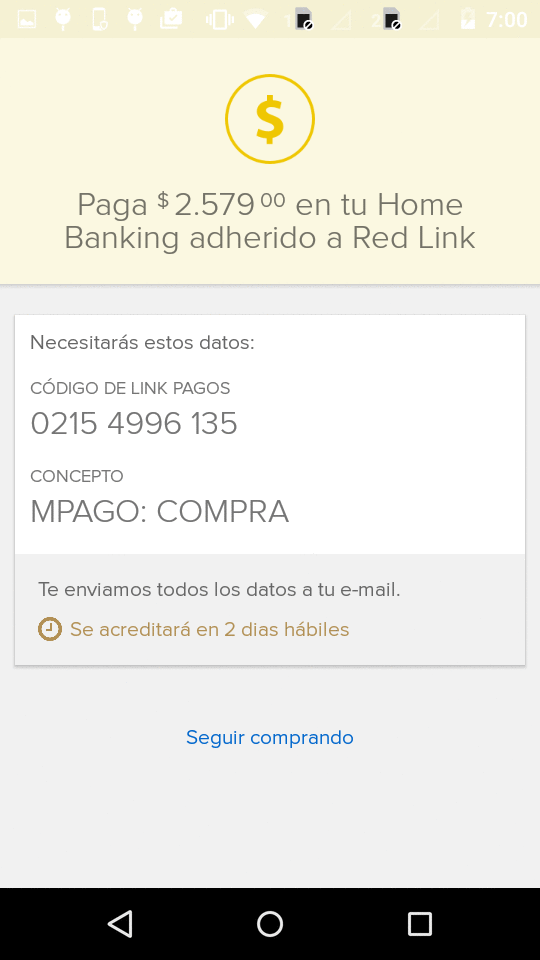 1 2 7:00
$
Paga $ 2.579 00 en tu Home
Banking adherido a Red Link
Necesitarás estos datos:
CÓDIGO DE LINK PAGOS
0215 4996 135
CONCEPTO
MPAGO: COMPRA
Te enviamos todos los datos a tu e-mail.
Se acreditará en 2 dias hábiles
Seguir comprando